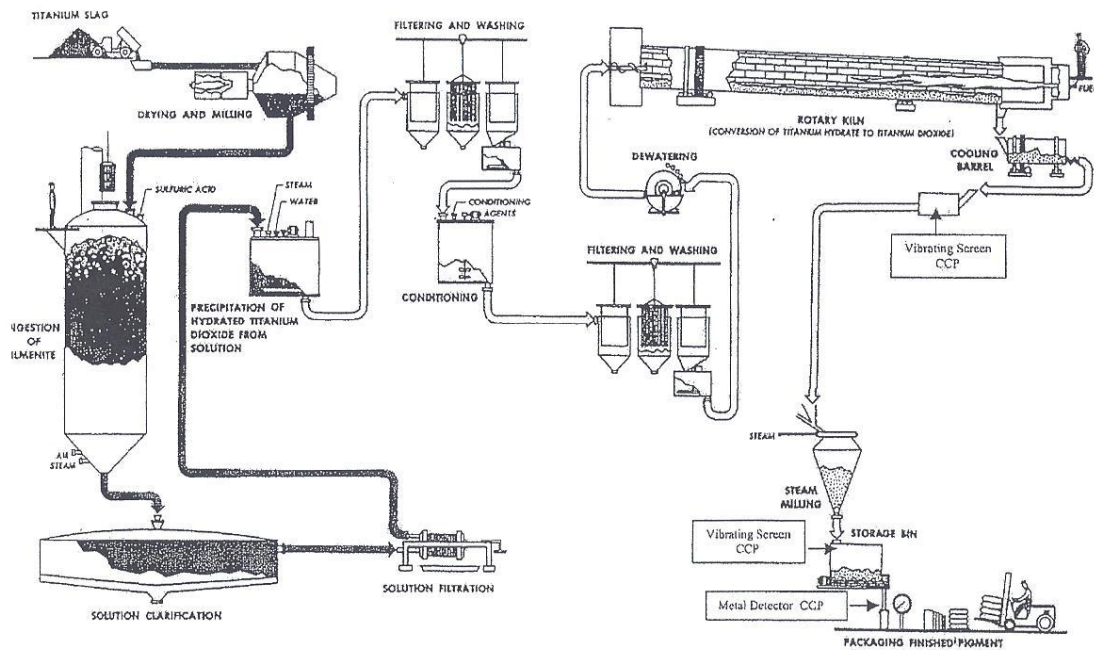 TITANIUM SLAG
DRYING AND MILLING
SULFURIC ACID
NGESTION
OF
LMENITE
STEAM
SOLUTION CLARIFICATION
SOLUTION FILTRATION
STEAM
WATER
PRECIPITATION OF
HYDRATED TITANIUM
DIOXIDE FROM
SOLUTION
FILTERING AND WASHING
CONDITIONING
AGENTS
CONDITIONING
FILTERING AND WASHING
DEWATERING
ROTARY KILN
(CONVERSION OF TITANIUM HYDRATE TO TITANIUM DIOXIDE)
FUEL
COOLING
BARREL
Vibrating Screen
CCP
STEAM
STEAM
MILLING
STORAGE BIN
Vibrating Screen
CCP
Metal Detector CCP
PACKAGING FINISHED PIGMENT